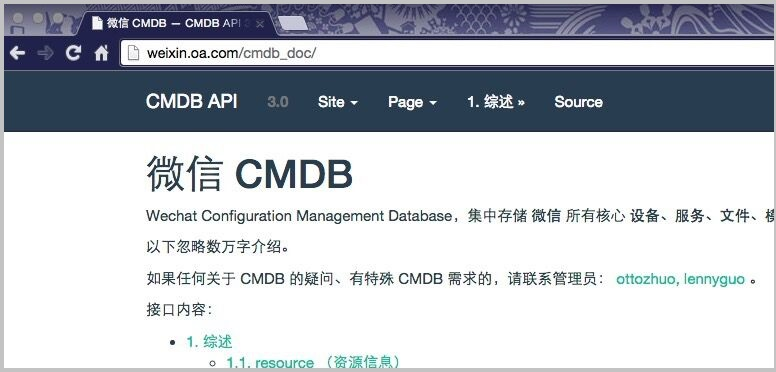 微信 CMDB — CMDB API 3
weixin.oa.com/cmdb_doc/
CMDB API 3.0 Site Page 1. 综述 » Source
微信 CMDB
Wechat Configuration Management Database，集中存储 微信 所有核心 设备、服务、文件、模
以下忽略数万字介绍。
如果任何关于 CMDB 的疑问、有特殊 CMDB 需求的，请联系管理员： ottozhuo, lennyguo 。
接口内容：
1. 综述
1.1. resource （资源信息）